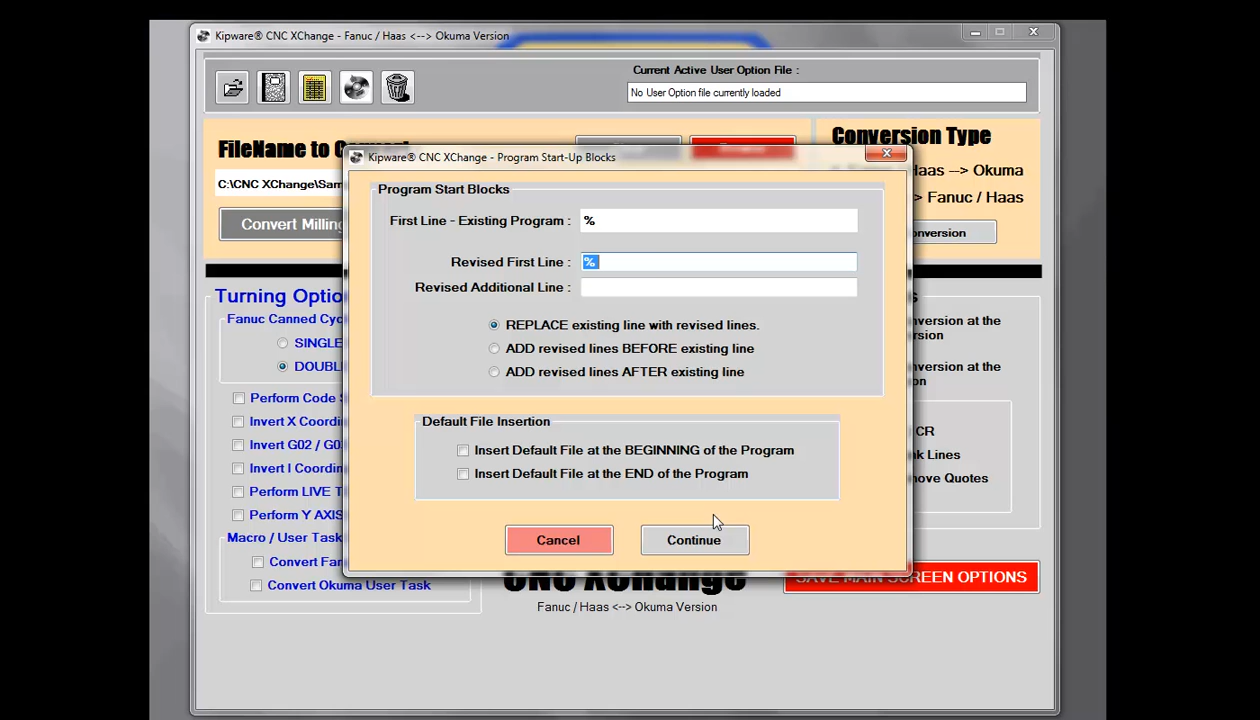 Kipware® CNC XChange - Fanuc / Haas <--> Okuma Version
Current Active User Option File :
No User Option file currently loaded
FileName to Convert
Conversion Type
Haas --> Okuma
> Fanuc / Haas
C:\CNC XChange\Sam
Convert Milling
Kipware® CNC XChange - Program Start-Up Blocks
Program Start Blocks
First Line - Existing Program : %
Revised First Line : %
Revised Additional Line :
REPLACE existing line with revised lines.
ADD revised lines BEFORE existing line
ADD revised lines AFTER existing line
Default File Insertion
Insert Default File at the BEGINNING of the Program
Insert Default File at the END of the Program
Cancel
Continue
Turning Optio
Fanuc Canned Cyc
SINGLE
DOUBL
Perform Code S
Invert X Coordin
Invert G02 / G0
Invert I Coordin
Perform LIVE T
Perform Y AXIS
Macro / User Task
Convert Fan
Convert Okuma User Task
CNC XChange
Fanuc / Haas <--> Okuma Version
SAVE MAIN SCREEN OPTIONS
onversion
s
nversion at the
rsion
nversion at the
on
CR
nk Lines
nove Quotes